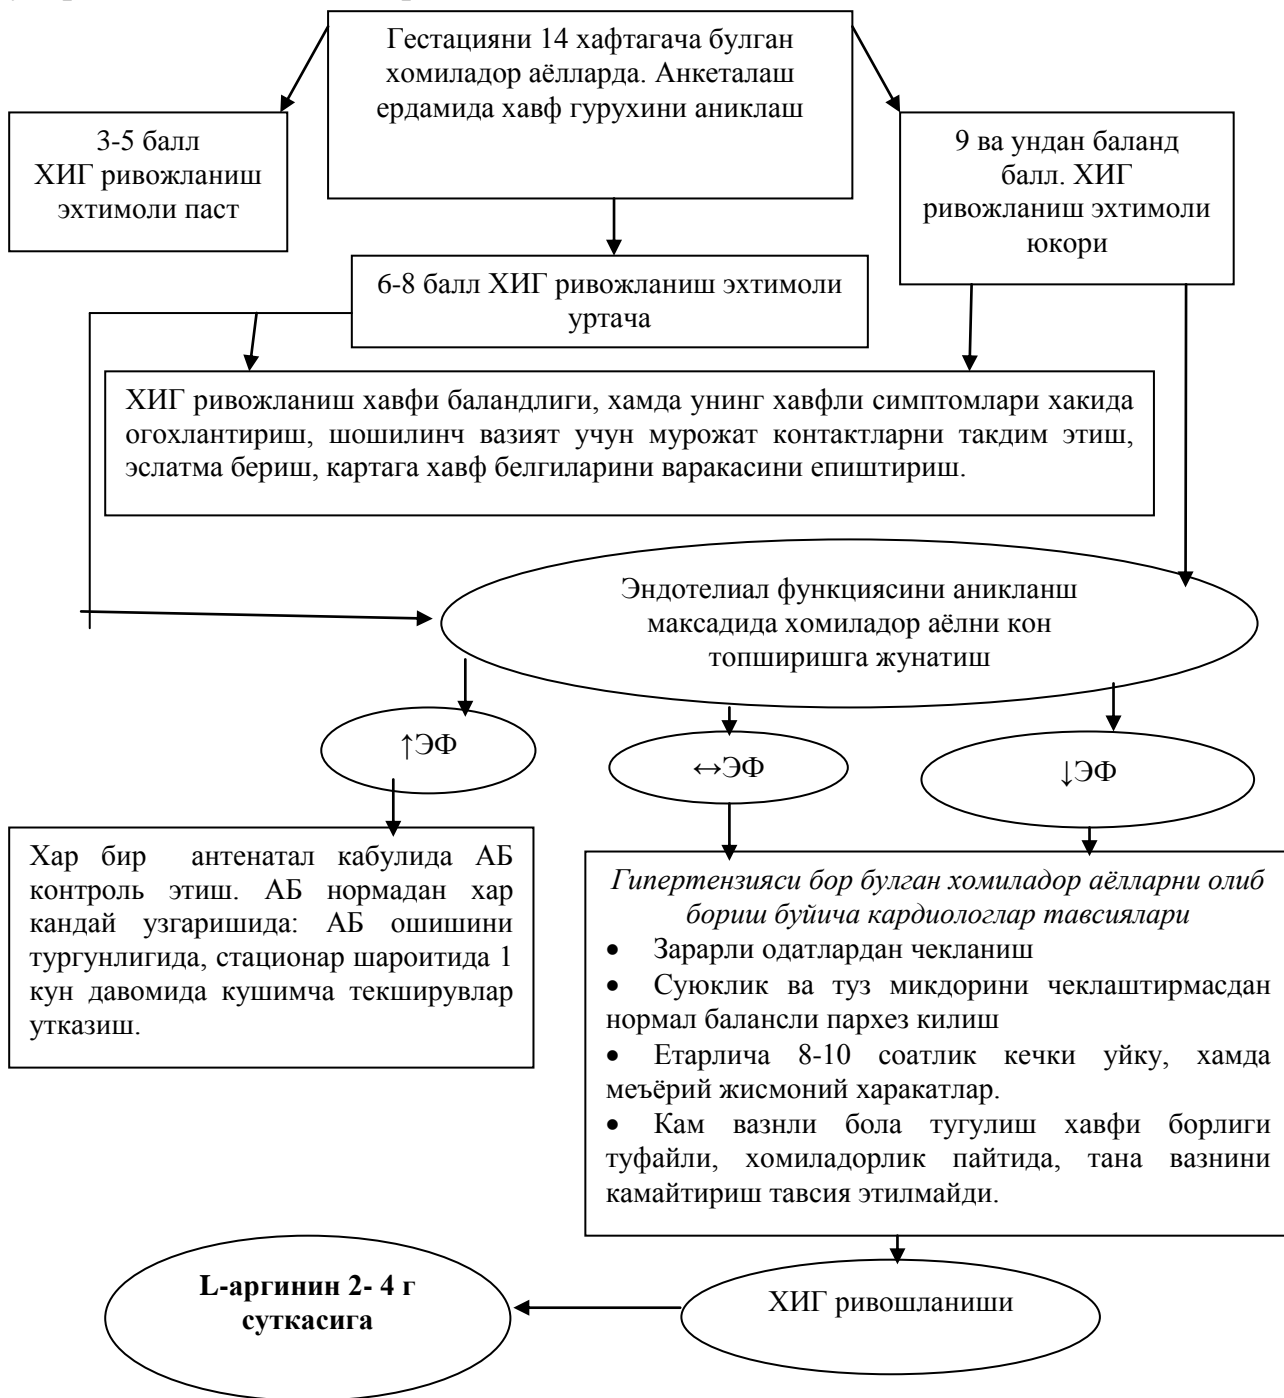 Гестацияни 14 хафтагача булган
хомиладор аёлларда. Анкеталаш
ердамида хавф гурухини аниклаш
3-5 балл
ХИГ ривожланиш
эхтимоли паст
9 ва ундан баланд
балл. ХИГ
ривожланиш эхтимоли
юкори
6-8 балл ХИГ ривожланиш эхтимоли
уртача
ХИГ ривожланиш хавфи баландлиги, хамда унинг хавфли симптомлари хакида
огохлантириш, шошилинч вазият учун мурожат контактларни такдим этиш,
эслатма бериш, картага хавф белгиларини варакасини епиштириш.
Эндотелиал функциясини аникланш
максадида хомиладор аёлни кон
топширишга жунатиш
↑ЭФ
↔ЭФ
↓ЭФ
Хар бир антенатал кабулида АБ
контроль этиш. АБ нормадан хар
кандай узгаришида: АБ ошишини
тургунлигида, стационар шароитида 1
кун давомида кушимча текширувлар
утказиш.
Гипертензияси бор булган хомиладор аёлларни олиб
бориш буйича кардиологлар тавсиялари
• Зарарли одатлардан чекланиш
• Суюклик ва туз микдорини чеклаштирмасдан
нормал балансли пархез килиш
• Етарлича 8-10 соатлик кечки уйку, хамда
меъёрий жисмоний харакатлар.
• Кам вазнли бола тугулиш хавфи борлиги
туфайли, хомиладорлик пайтида, тана вазнини
камайтириш тавсия этилмайди.
L-аргинин 2- 4 г
суткасига
ХИГ ривошланиши